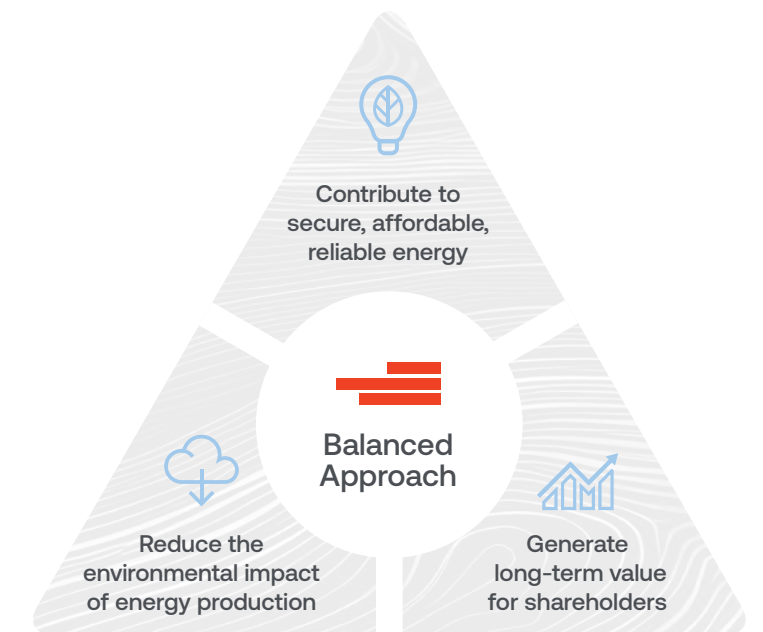 Contribute to
secure, affordable,
reliable energy
Balanced
Approach
Reduce the
environmental impact
of energy production
Generate
long-term value
for shareholders